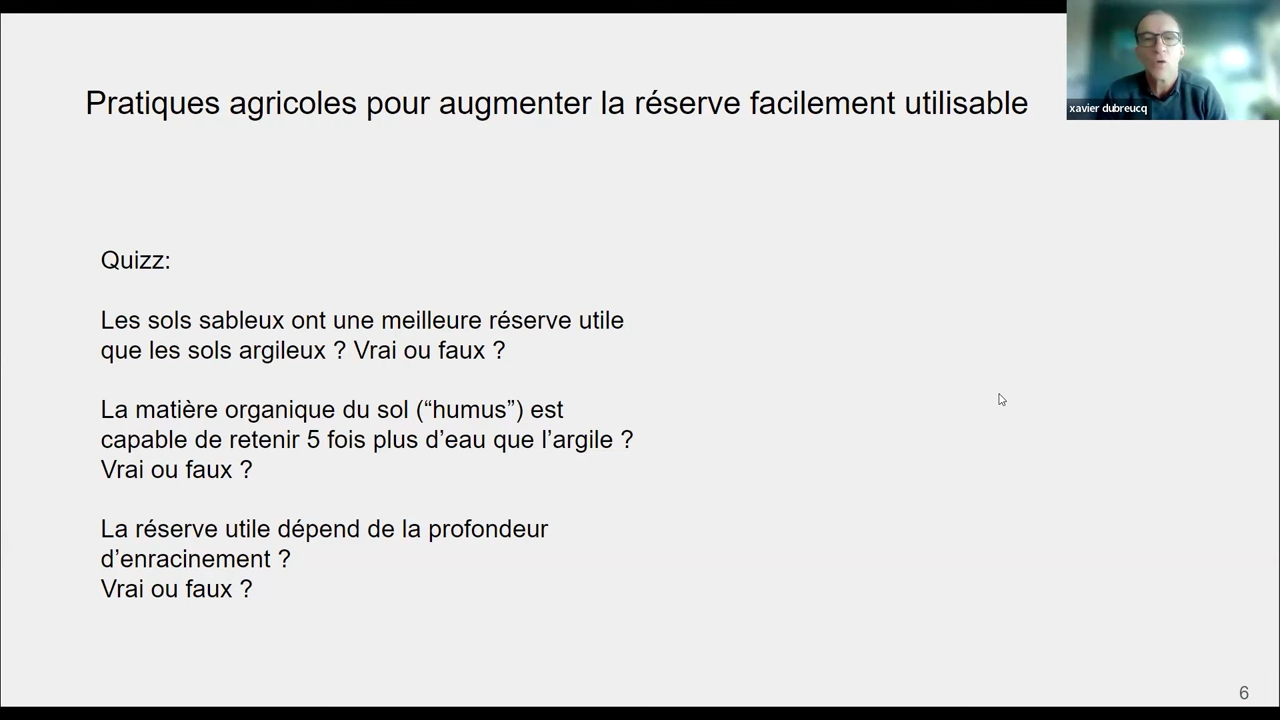 Pratiques agricoles pour augmenter la réserve facilement utilisable
xavier dubreucq
Quizz:
Les sols sableux ont une meilleure réserve utile
que les sols argileux ? Vrai ou faux ?
La matière organique du sol (“humus”) est
capable de retenir 5 fois plus d’eau que l’argile ?
Vrai ou faux ?
La réserve utile dépend de la profondeur
d’enracinement ?
Vrai ou faux ?
6